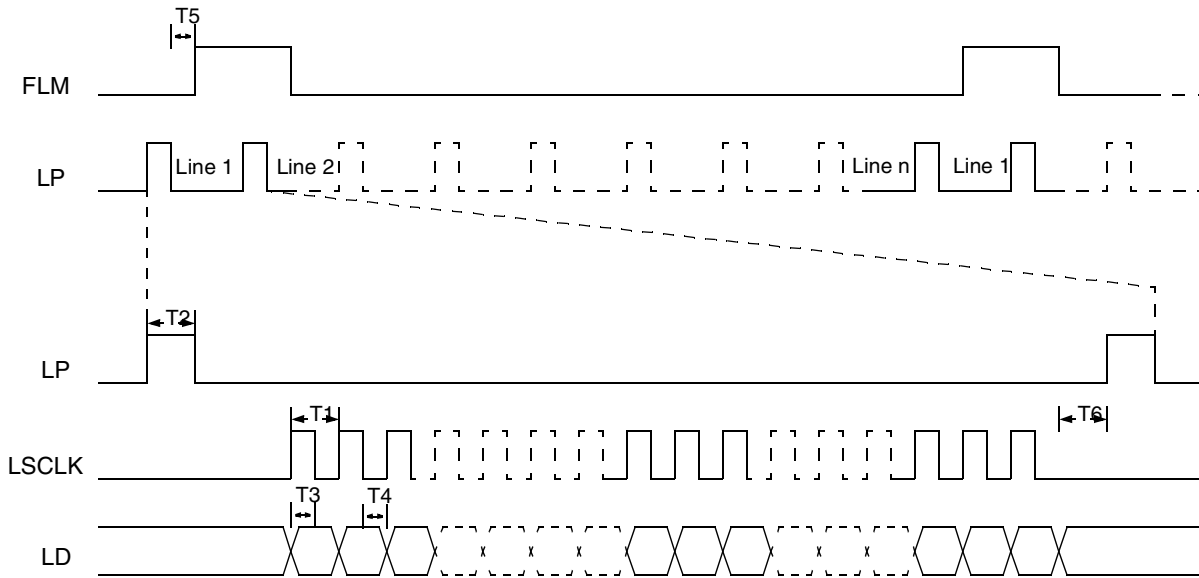 T5
FLM
LP Line 1 Line 2 Line n Line 1
T2
LP
T1 T6
LSCLK
T3 T4
LD